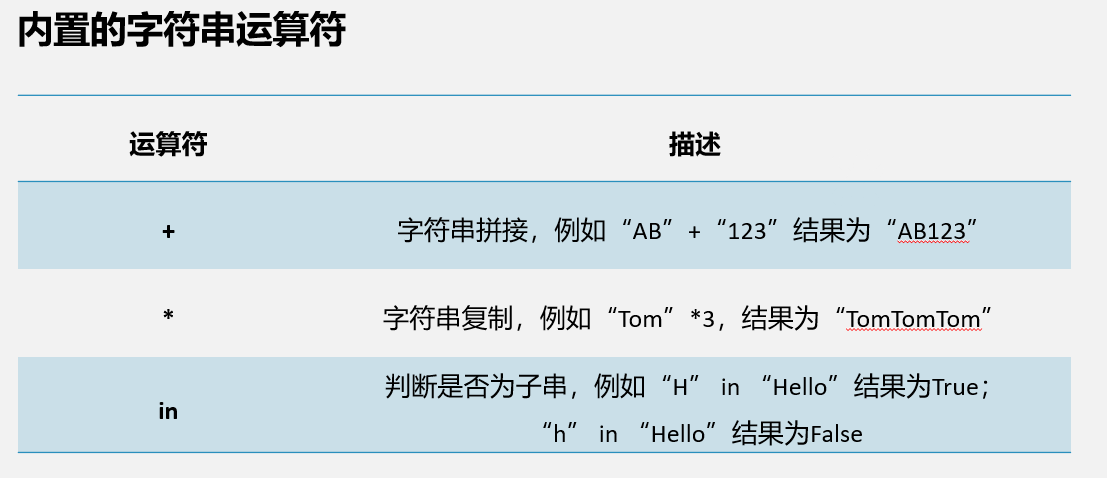 内置的字符串运算符
运算符 描述
+ 字符串拼接，例如“AB” + “123” 结果为 “AB123”
* 字符串复制，例如 “Tom” *3，结果为 “TomTomTom”
in 判断是否为子串，例如 “H” in “Hello” 结果为True；
“h” in “Hello” 结果为False